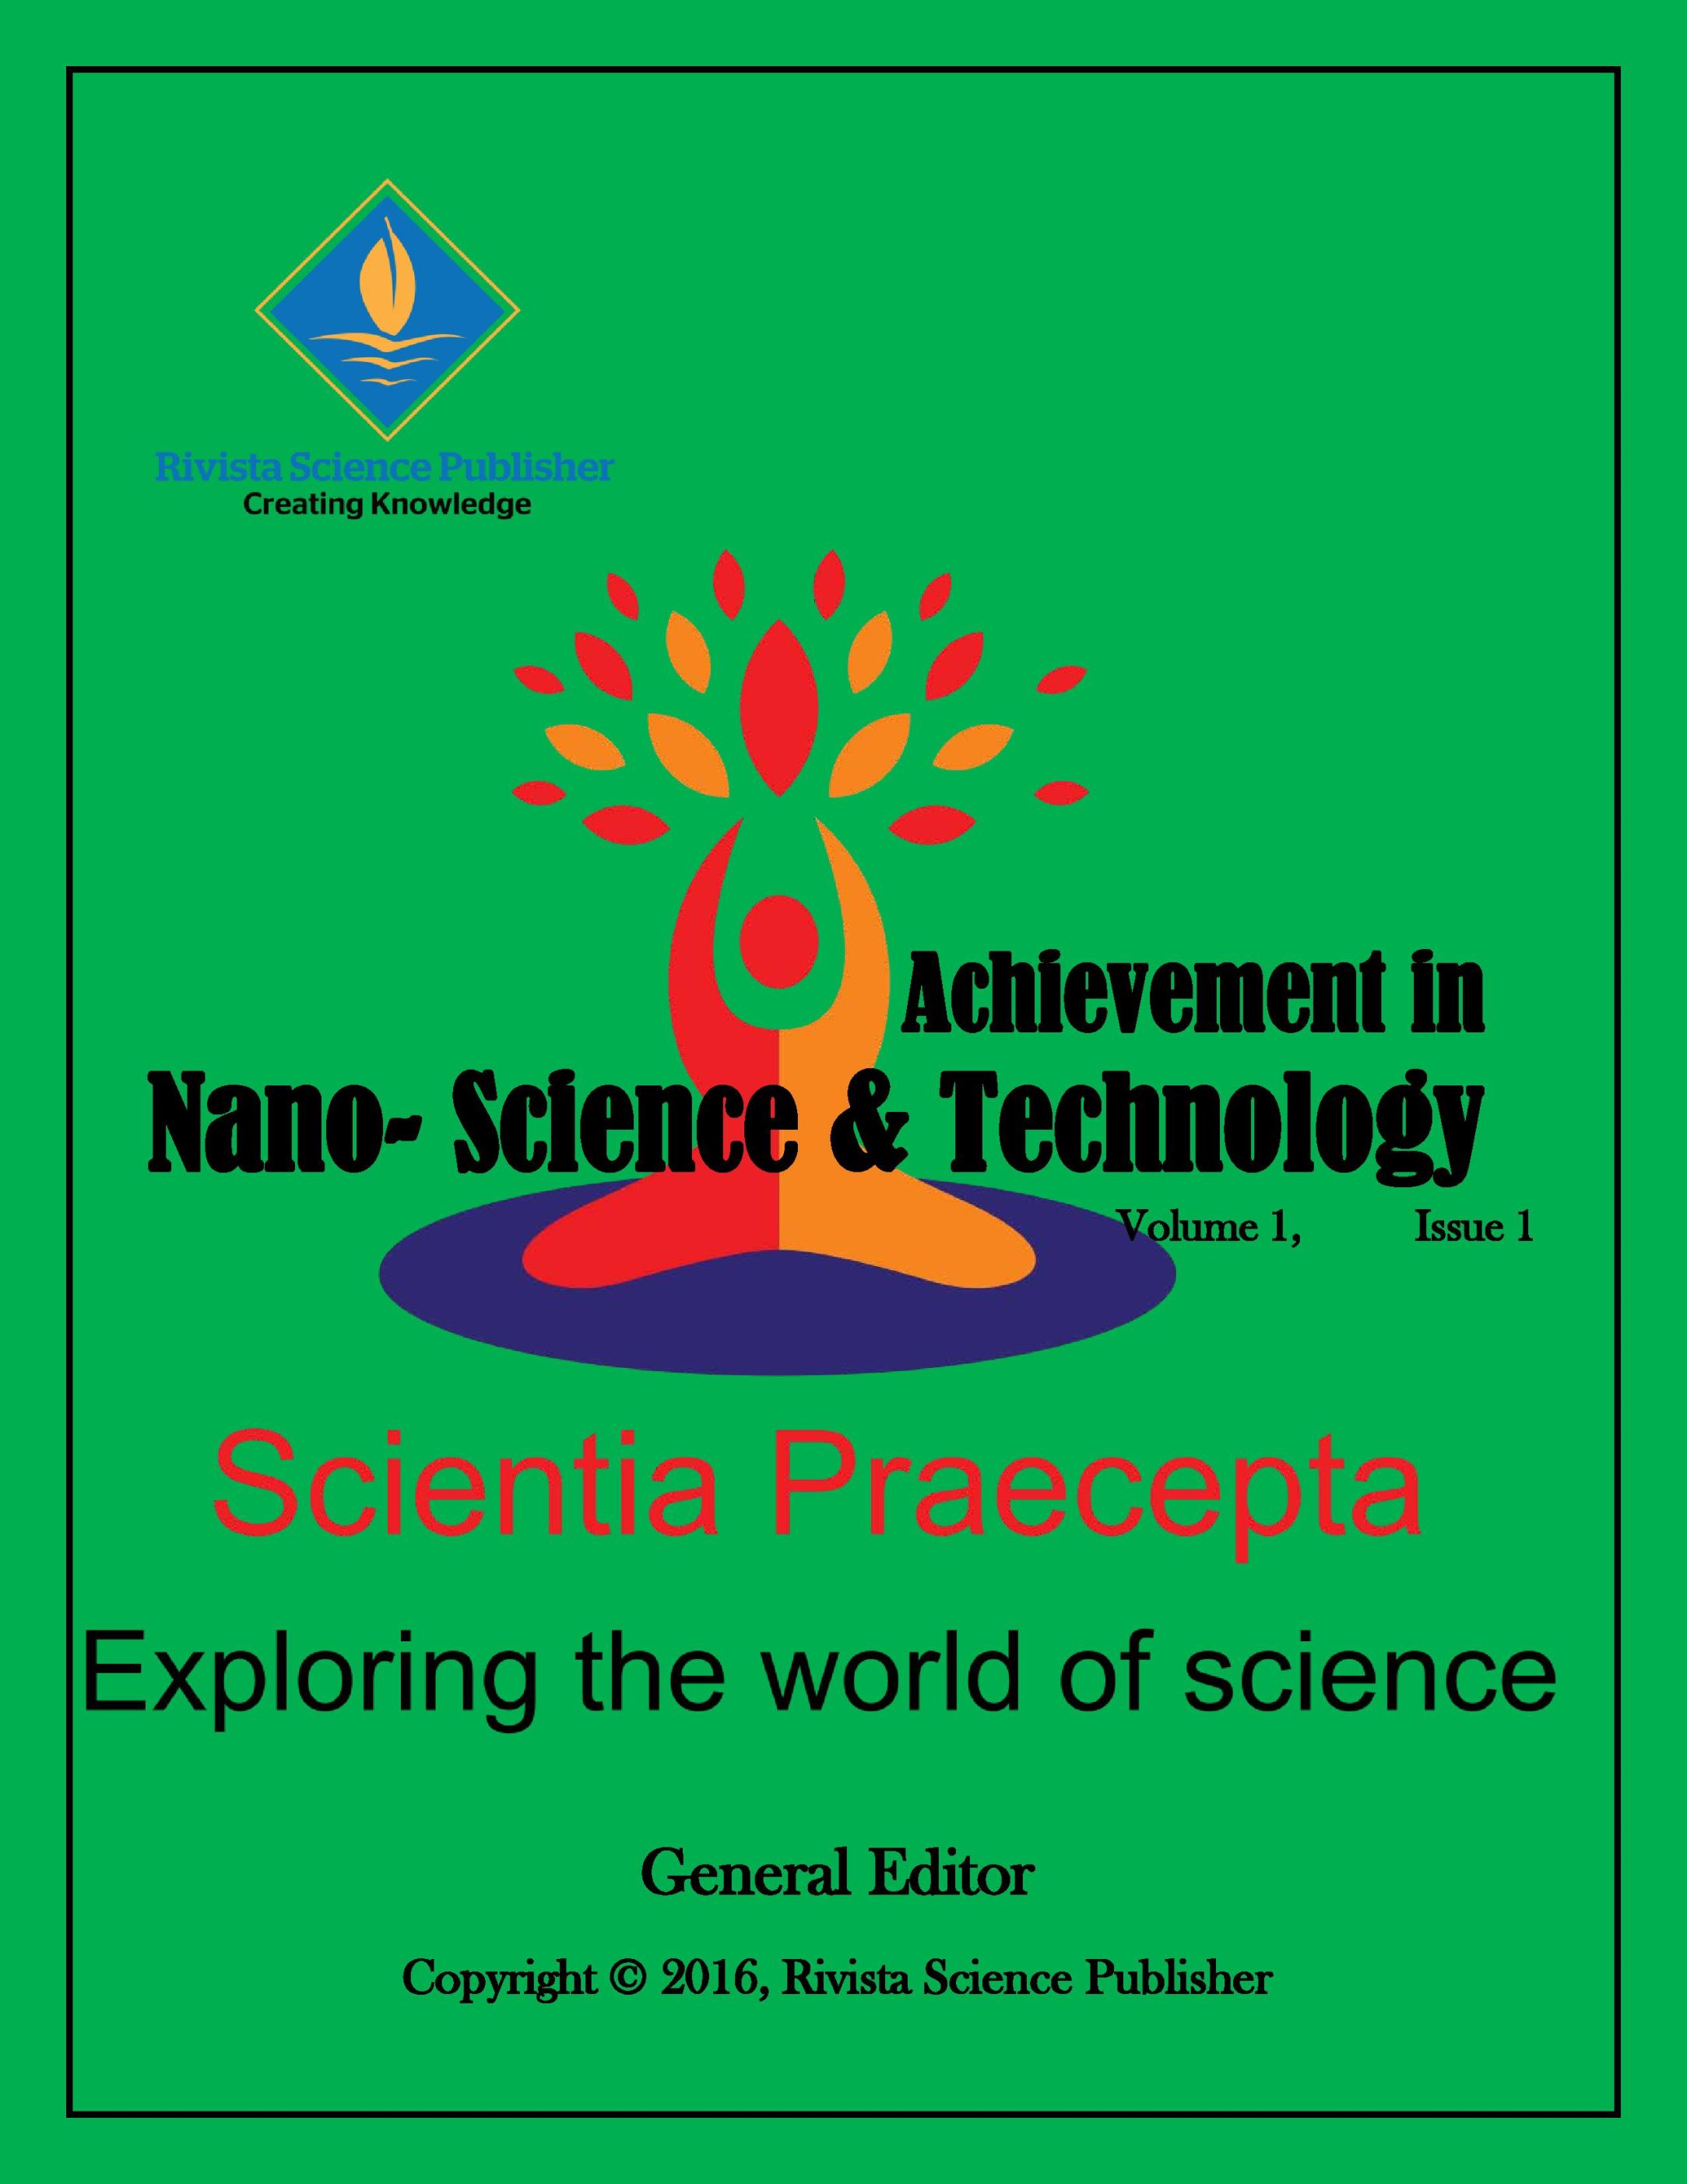 Rivista Science Publisher
Creating Knowledge
Achievement in
Nano- Science & Technology
Volume 1, Issue 1
Scientia Praecepta
Exploring the world of science
General Editor
Copyright © 2016, Rivista Science Publisher